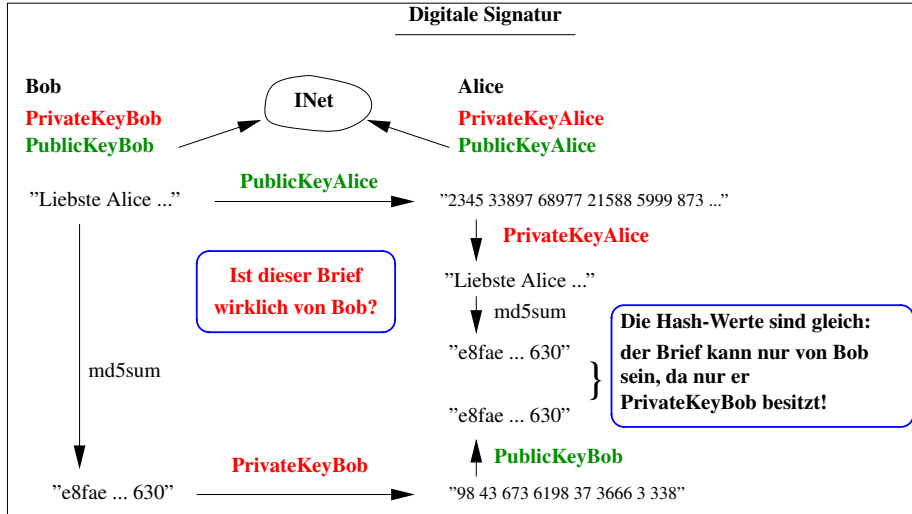 Digitale Signatur
Bob
PrivateKeyBob
PublicKeyBob
INet
Alice
PrivateKeyAlice
PublicKeyAlice
”Liebste Alice ...”
PublicKeyAlice
”2345 33897 68977 21588 5999 873 ...”
PrivateKeyAlice
Ist dieser Brief
wirklich von Bob?
”Liebste Alice ...”
md5sum
”e8fae ... 630”
Die Hash-Werte sind gleich:
der Brief kann nur von Bob
sein, da nur er
PrivateKeyBob besitzt!
}
md5sum
”e8fae ... 630”
PublicKeyBob
”e8fae ... 630”
PrivateKeyBob
”98 43 673 6198 37 3666 3 338”